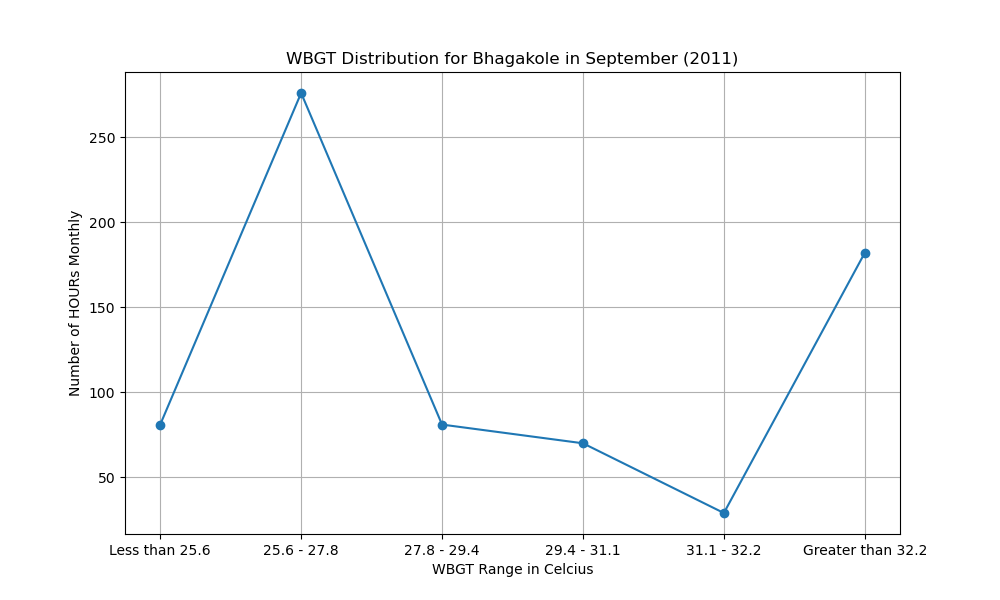 WBGT Distribution for Bhagakole in September (2011)
Number of HOURs Monthly
250
200
150
100
50
Less than 25.6
25.6 - 27.8
27.8 - 29.4
29.4 - 31.1
31.1 - 32.2
Greater than 32.2
WBGT Range in Celcius